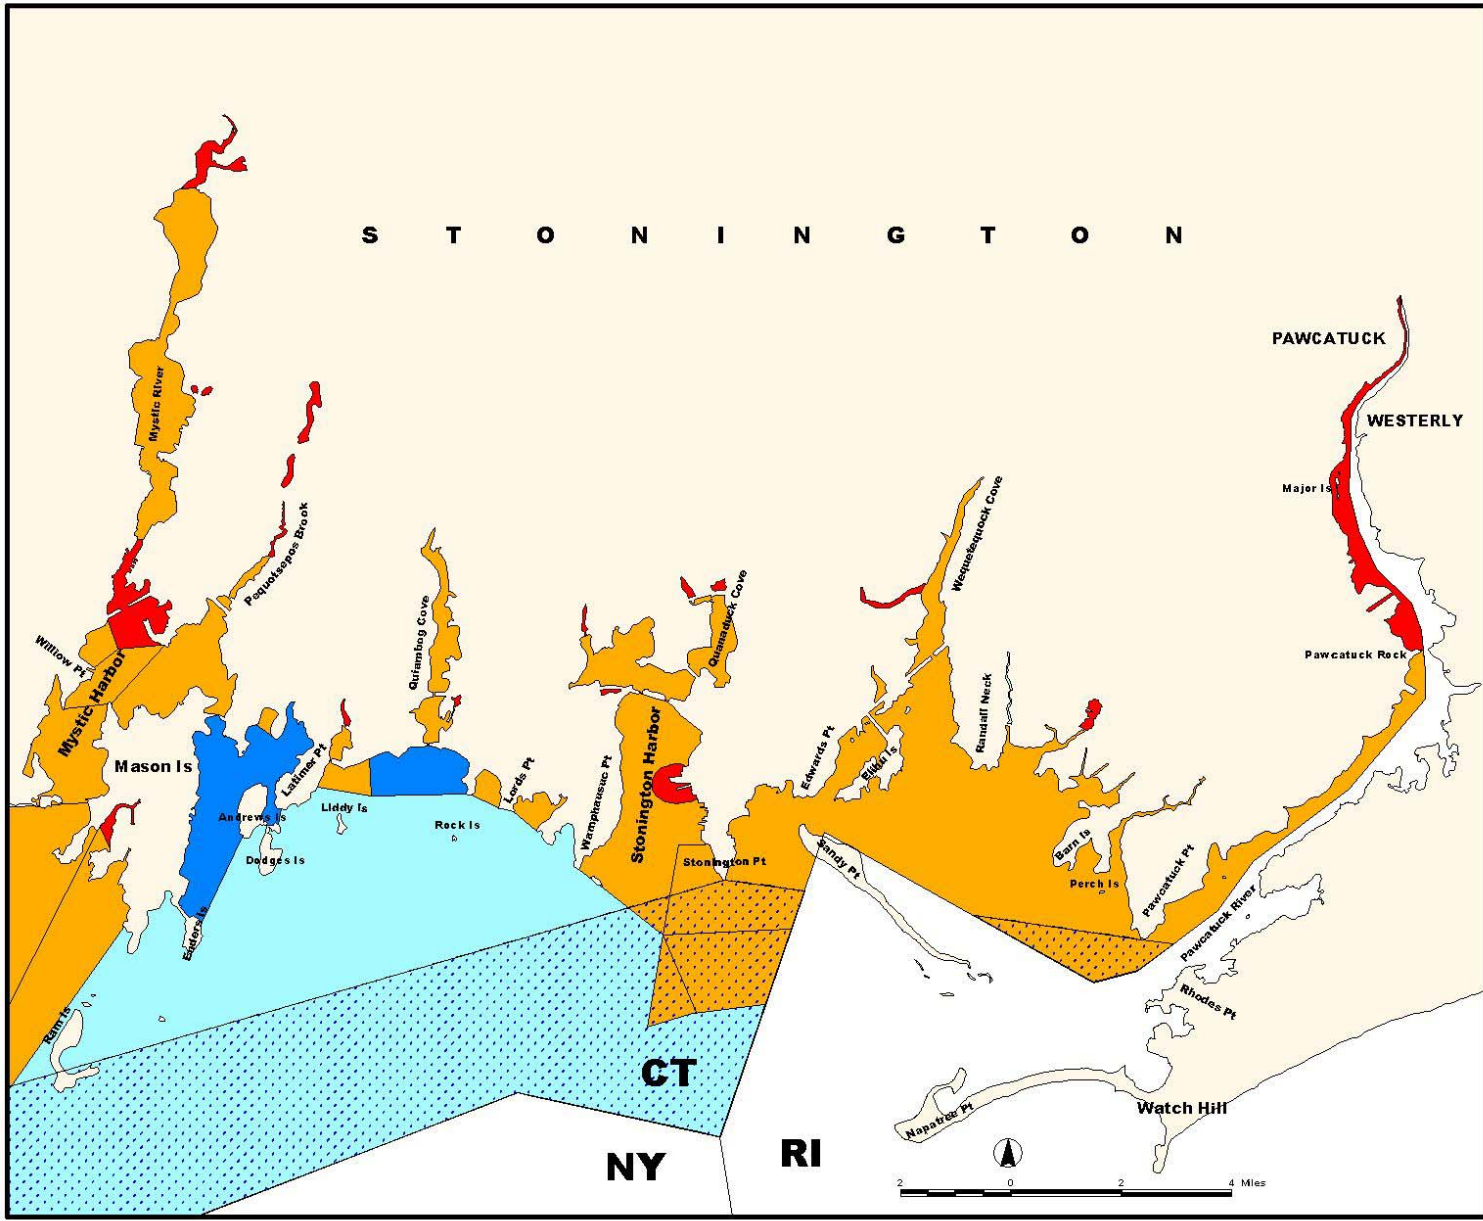 S T O N I N G T O N
PAWCATUCK
WESTERLY
Mystic River
Major Is
Pequotsepos Brook
Wequetequock Cove
Quiambog Cove
Quanaduck Cove
Williow Pt
Pawcatuck Rock
Mystic Harbor
Randall Neck
Mason Is
Latimer Pt
Lords Pt
Wamphausuc Pt
Stonington Harbor
Edwards Pt
Elihu Is
Liddy Is
Andrews Is
Rock Is
Dodges Is
Stonington Pt
Sandy Pt
Barn Is
Perch Is
Pawcatuck Pt
Enders Is
Pawcatuck River
Ram Is
Rhodes Pt
CT
Napatree Pt
Watch Hill
NY
RI
2 0 2 4 Miles